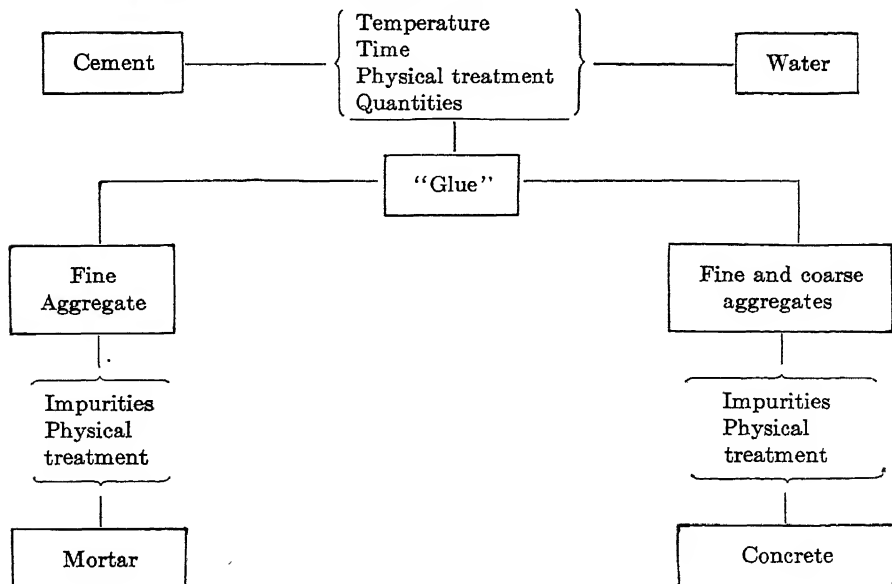 Cement
Temperature
Time
Physical treatment
Quantities
Water
“Glue”
Fine
Aggregate
Fine and coarse
aggregates
Impurities
Physical
treatment
Impurities
Physical
treatment
Mortar
Concrete